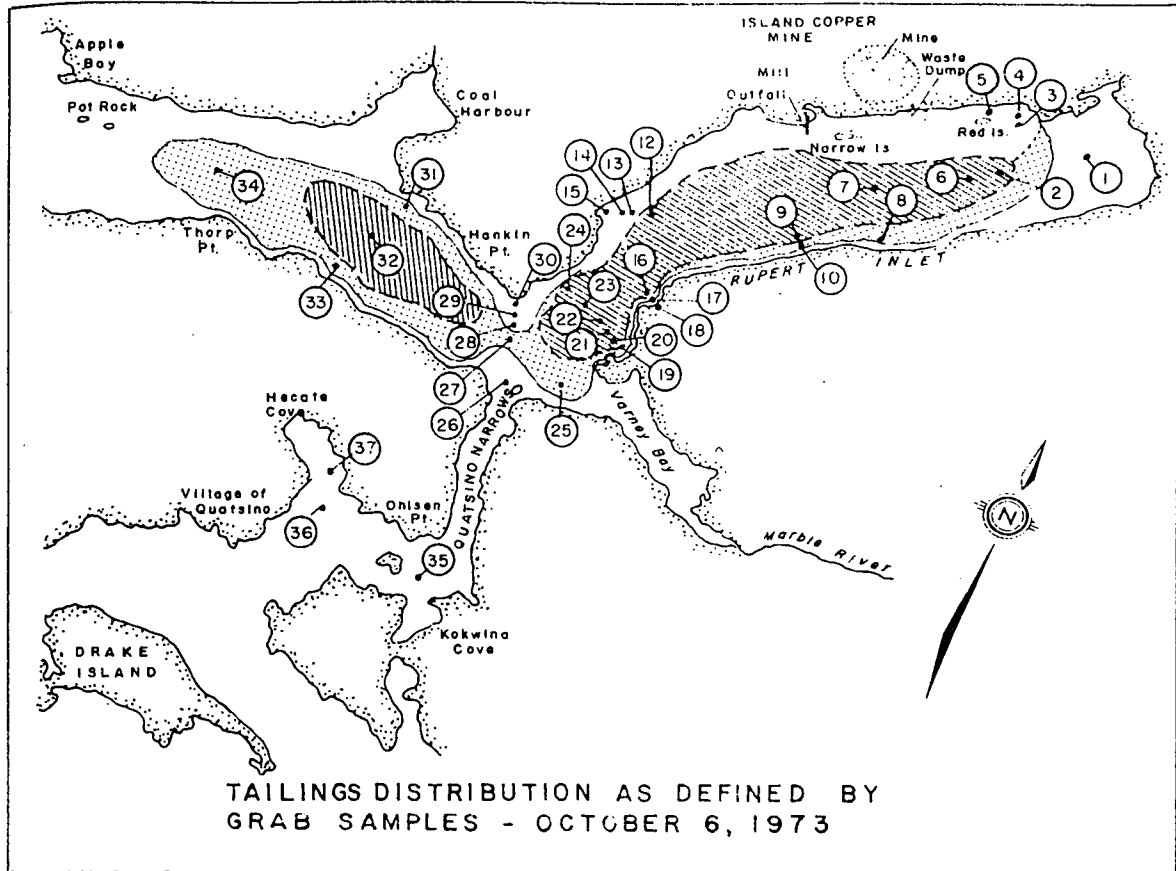 ISLAND COPPER
MINE
Mine
Waste
Dump
Mill
Outfall
Narrow Is.
Red Is.
Apple
Bay
Pot Rock
Coal
Harbour
Hankin
Pt.
Thorp
Pt.
RUPERT INLET
Hecate
Cove
Village of
Quatsino
Ohlsen
Pt.
QUATSINO NARROWS
Varney Bay
Marble River
Kokwina
Cove
DRAKE
ISLAND
N
1
2
3
4
5
6
7
8
9
10
12
13
14
15
16
17
18
19
20
21
22
23
24
25
26
27
28
29
30
31
32
33
34
35
36
37
TAILINGS DISTRIBUTION AS DEFINED BY
GRAB SAMPLES - OCTOBER 6, 1973